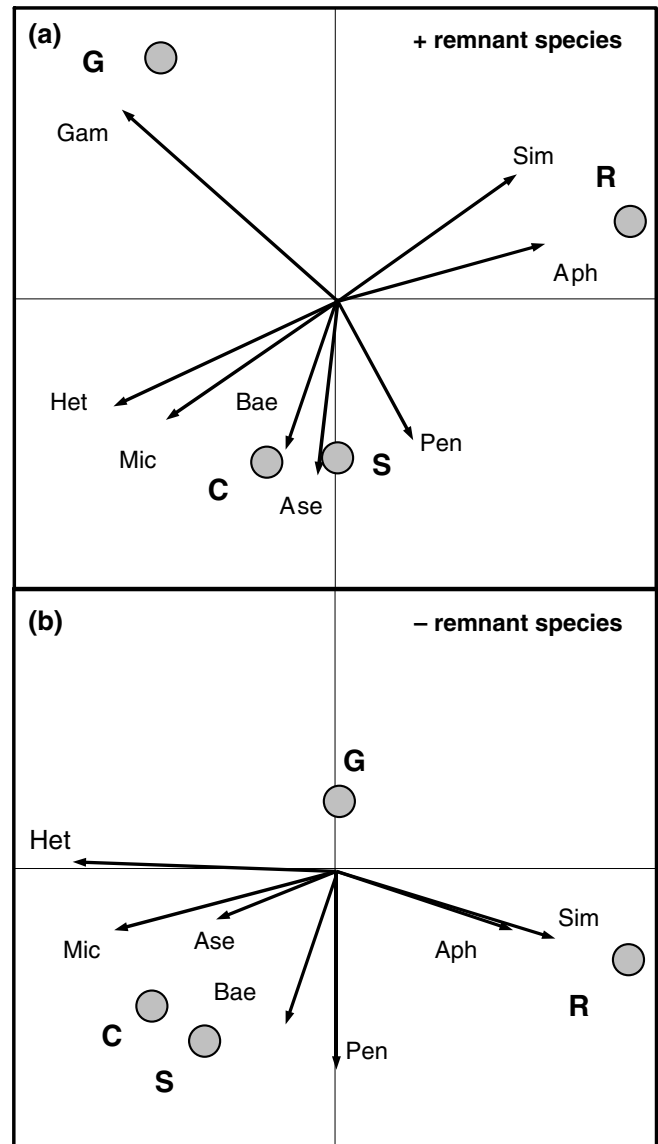 (a)
+ remnant species
G
Gam
Sim
R
Aph
Het
Bae
Mic
Pen
S
C
Ase
(b)
– remnant species
G
Het
Sim
Mic
Ase
Aph
Bae
R
C
Pen
S